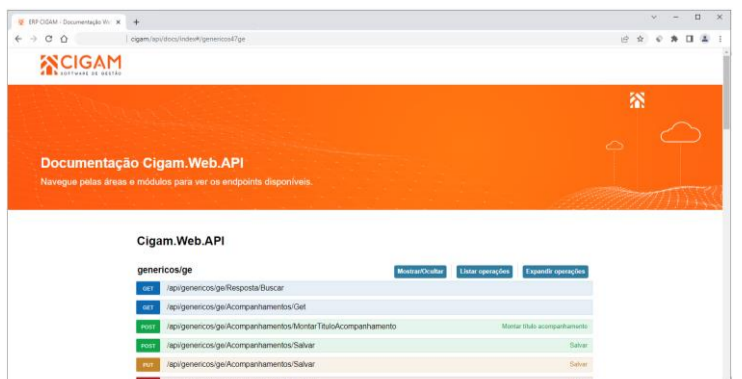 ERP CIGAM - Documentação W
cigam/api/docs/index#/genericos47ge
CIGAM
SOFTWARE DE GESTÃO
Documentação Cigam.Web.API
Navegue pelas áreas e módulos para ver os endpoints disponíveis.
Cigam.Web.API
genericos/ge Mostrar/Ocultar Listar operações Expandir operações
GET /api/genericos/ge/Resposta/Buscar
GET /api/genericos/ge/Acompanhamentos/Get
POST /api/genericos/ge/Acompanhamentos/MontarTituloAcompanhamento Montar título acompanhamento
POST /api/genericos/ge/Acompanhamentos/Salvar Salvar
PUT /api/genericos/ge/Acompanhamentos/Salvar Salvar